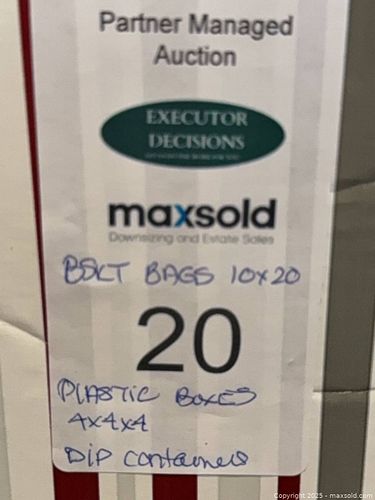 Partner Managed
Auction
EXECUTOR
DECISIONS
maxsold
Downsizing and Estate Sales
BSKT BAGS 10x20
20
PLASTIC BOXES
4x4x4
DIP containers
Copyright 2025 - maxsold.com